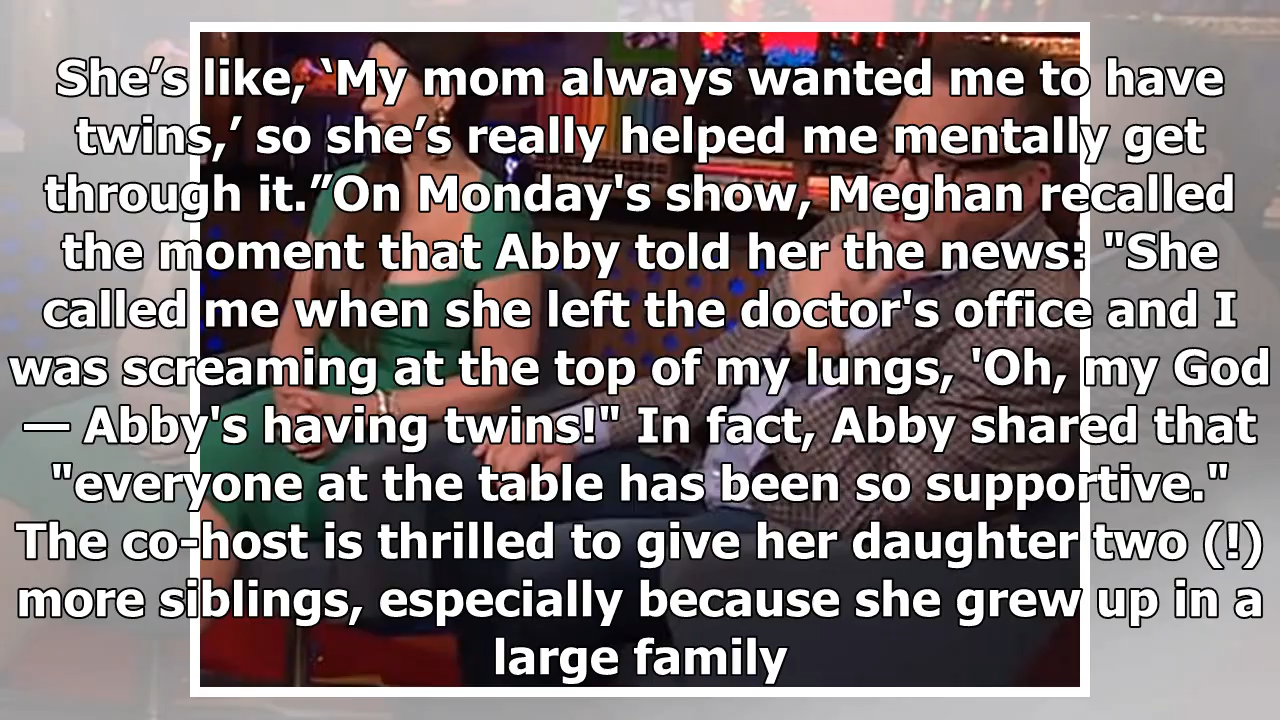 She’s like, ‘My mom always wanted me to have
twins,’ so she’s really helped me mentally get
through it.”On Monday's show, Meghan recalled
the moment that Abby told her the news: "She
called me when she left the doctor's office and I
was screaming at the top of my lungs, 'Oh, my God
— Abby's having twins!" In fact, Abby shared that
"everyone at the table has been so supportive."
The co-host is thrilled to give her daughter two (!)
more siblings, especially because she grew up in a
large family